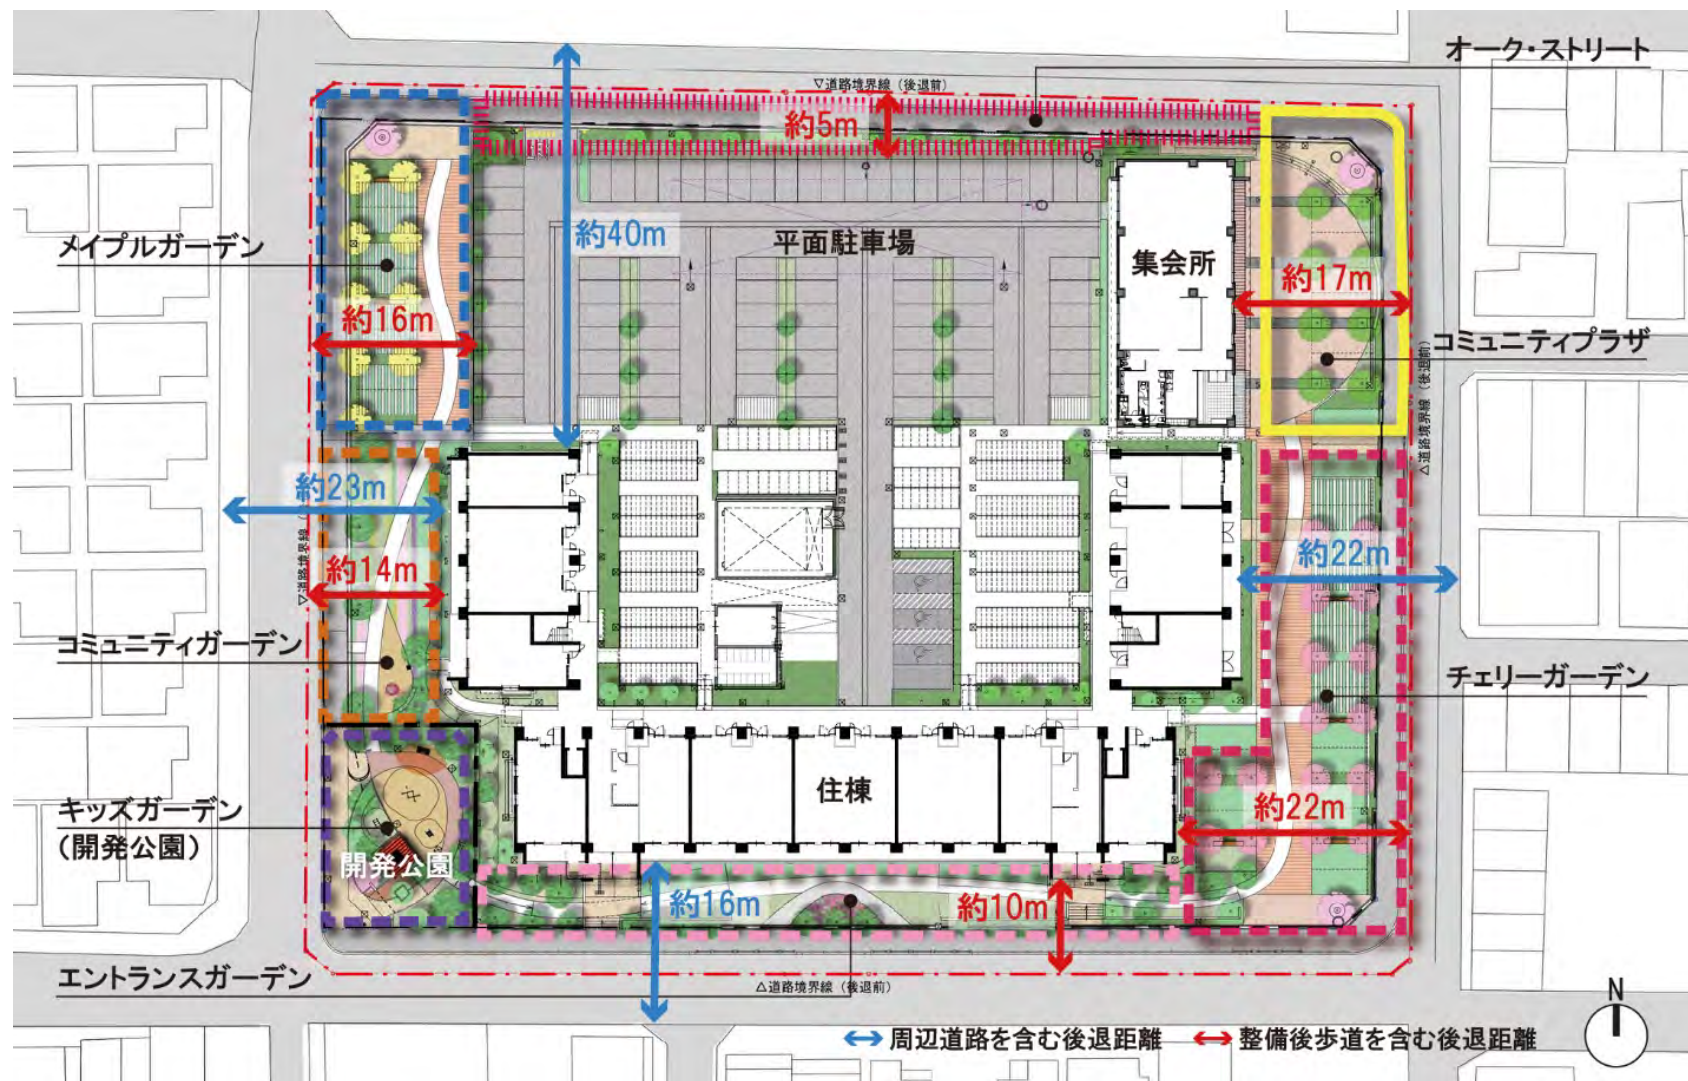 オーク・ストリート
▽道路境界線（後退前）
約5m
約40m
平面駐車場
メイプルガーデン
集会所
約17m
約16m
コミュニティプラザ
△道路境界線（後退前）
約23m
▽道路境界線
約22m
約14m
コミュニティガーデン
チェリーガーデン
住棟
キッズガーデン
（開発公園）
約22m
開発公園
約16m
約10m
エントランスガーデン
△道路境界線（後退前）
N
周辺道路を含む後退距離
整備後歩道を含む後退距離